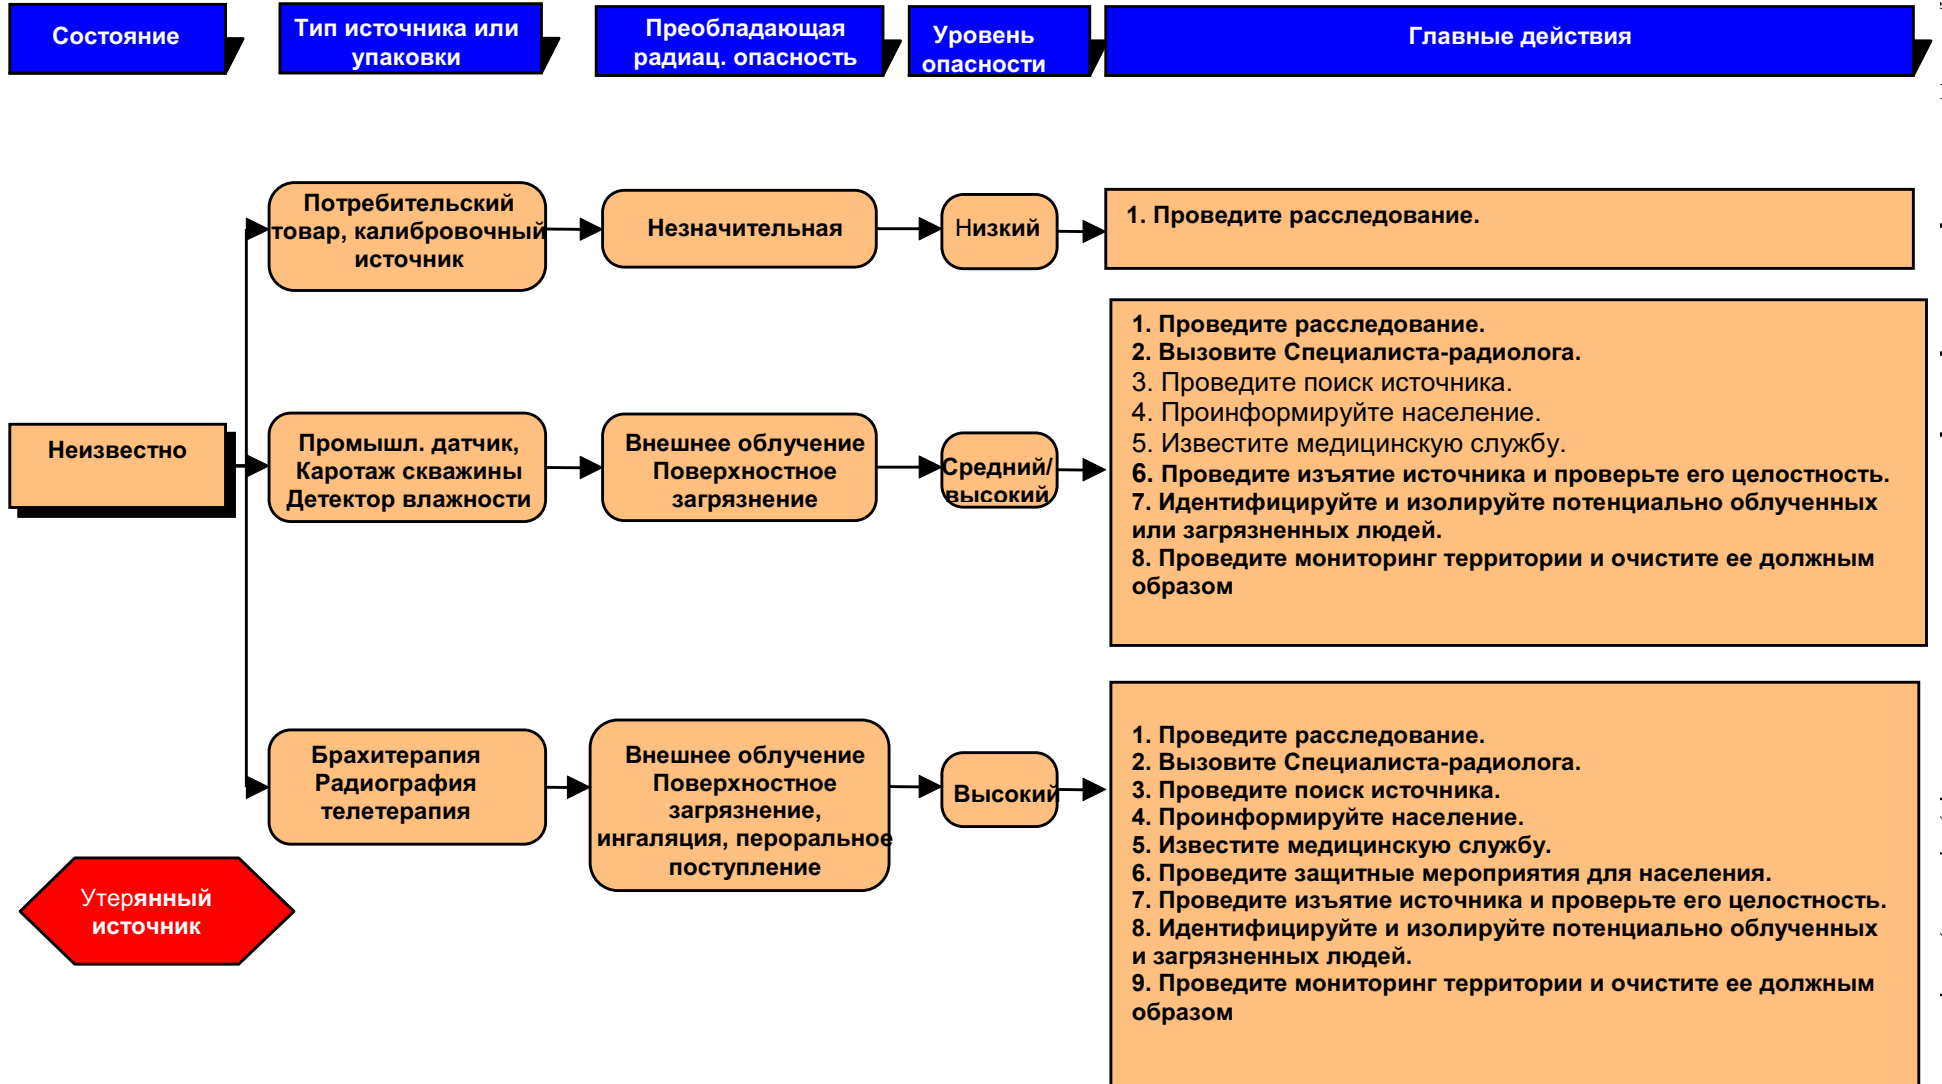 Состояние
Тип источника или
упаковки
Преобладающая
радиац. опасность
Уровень
опасности
Главные действия
Потребительский
товар, калибровочный
источник
Незначительная
Низкий
1. Проведите расследование.
Неизвестно
Промышл. датчик,
Каротаж скважины
Детектор влажности
Внешнее облучение
Поверхностное
загрязнение
Средний/
высокий
1. Проведите расследование.
2. Вызовите Специалиста-радиолога.
3. Проведите поиск источника.
4. Проинформируйте население.
5. Известите медицинскую службу.
6. Проведите изъятие источника и проверьте его целостность.
7. Идентифицируйте и изолируйте потенциально облученных
или загрязненных людей.
8. Проведите мониторинг территории и очистите ее должным
образом
Брахитерапия
Радиография
телетерапия
Внешнее облучение
Поверхностное
загрязнение,
ингаляция, пероральное
поступление
Высокий
1. Проведите расследование.
2. Вызовите Специалиста-радиолога.
3. Проведите поиск источника.
4. Проинформируйте население.
5. Известите медицинскую службу.
6. Проведите защитные мероприятия для населения.
7. Проведите изъятие источника и проверьте его целостность.
8. Идентифицируйте и изолируйте потенциально облученных
и загрязненных людей.
9. Проведите мониторинг территории и очистите ее должным
образом
Утерянный
источник